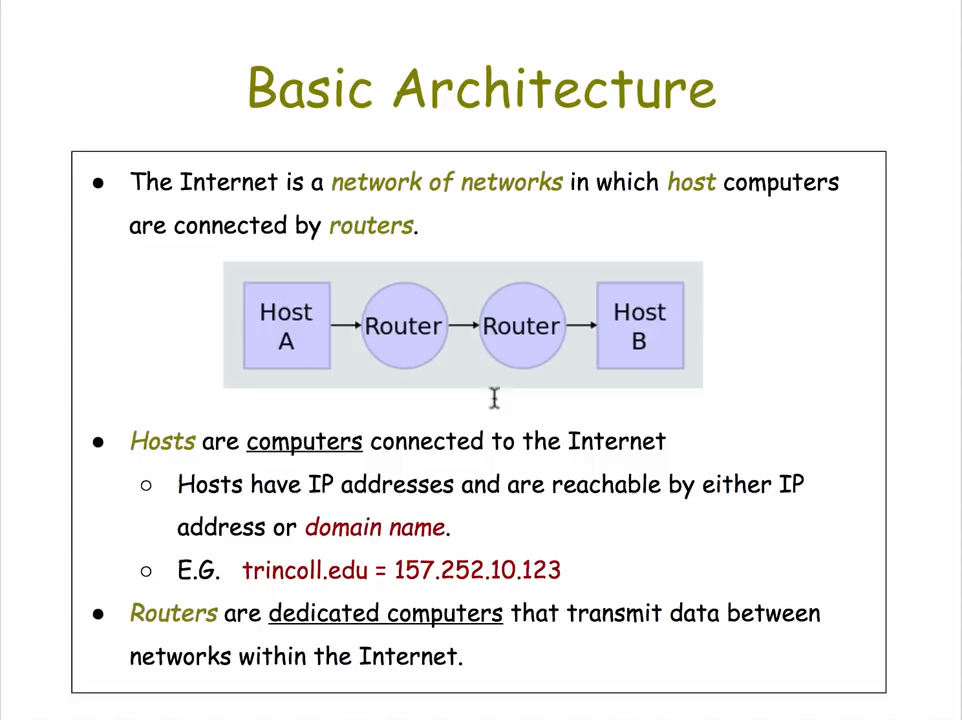 Basic Architecture
● The Internet is a network of networks in which host computers
are connected by routers.
Host
A
Router
Router
Host
B
● Hosts are computers connected to the Internet
○ Hosts have IP addresses and are reachable by either IP
address or domain name.
○ E.G. trincoll.edu = 157.252.10.123
● Routers are dedicated computers that transmit data between
networks within the Internet.